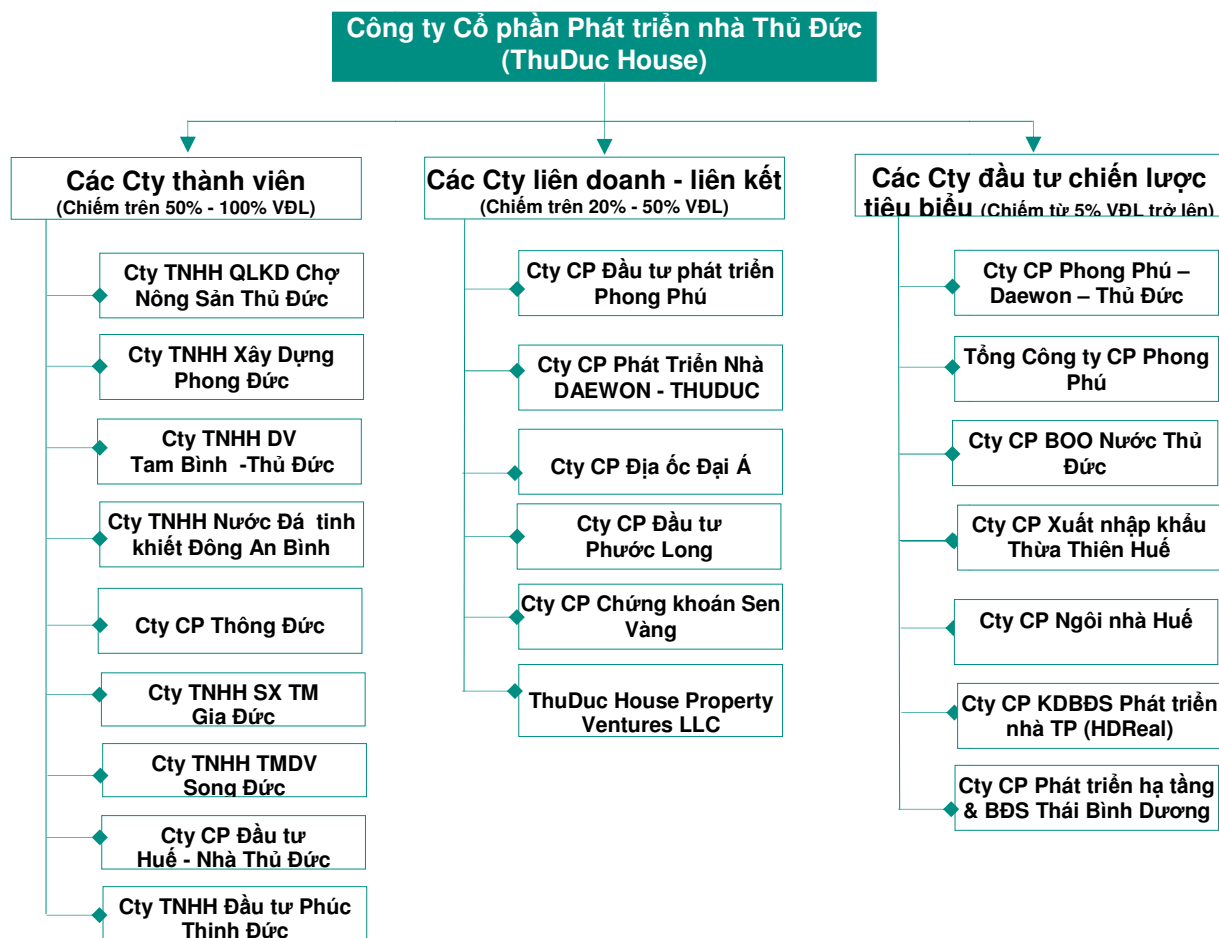 Công ty Cổ phần Phát triển nhà Thủ Đức
(ThuDuc House)
Các Cty thành viên
(Chiếm trên 50% - 100% VĐL)
Cty TNHH QLKD Chợ
Nông Sản Thủ Đức
Cty TNHH Xây Dựng
Phong Đức
Cty TNHH DV
Tam Bình -Thủ Đức
Cty TNHH Nước Đá tinh
khiết Đông An Bình
Cty CP Thông Đức
Cty TNHH SX TM
Gia Đức
Cty TNHH TMDV
Song Đức
Cty CP Đầu tư
Huế - Nhà Thủ Đức
Cty TNHH Đầu tư Phúc
Thịnh Đức
Các Cty liên doanh - liên kết
(Chiếm trên 20% - 50% VĐL)
Cty CP Đầu tư phát triển
Phong Phú
Cty CP Phát Triển Nhà
DAEWON - THUDUC
Cty CP Địa ốc Đại Á
Cty CP Đầu tư
Phước Long
Cty CP Chứng khoán Sen
Vàng
ThuDuc House Property
Ventures LLC
Các Cty đầu tư chiến lược
tiêu biểu (Chiếm từ 5% VĐL trở lên)
Cty CP Phong Phú –
Daewon – Thủ Đức
Tổng Công ty CP Phong
Phú
Cty CP BOO Nước Thủ
Đức
Cty CP Xuất nhập khẩu
Thừa Thiên Huế
Cty CP Ngôi nhà Huế
Cty CP KDBĐS Phát triển
nhà TP (HDReal)
Cty CP Phát triển hạ tầng
& BĐS Thái Bình Dương